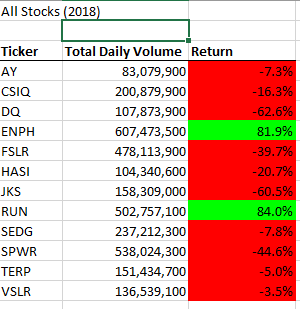 All Stocks (2018)
Ticker Total Daily Volume Return
AY 83,079,900 -7.3%
CSIQ 200,879,900 -16.3%
DQ 107,873,900 -62.6%
ENPH 607,473,500 81.9%
FSLR 478,113,900 -39.7%
HASI 104,340,600 -20.7%
JKS 158,309,000 -60.5%
RUN 502,757,100 84.0%
SEDG 237,212,300 -7.8%
SPWR 538,024,300 -44.6%
TERP 151,434,700 -5.0%
VSLR 136,539,100 -3.5%